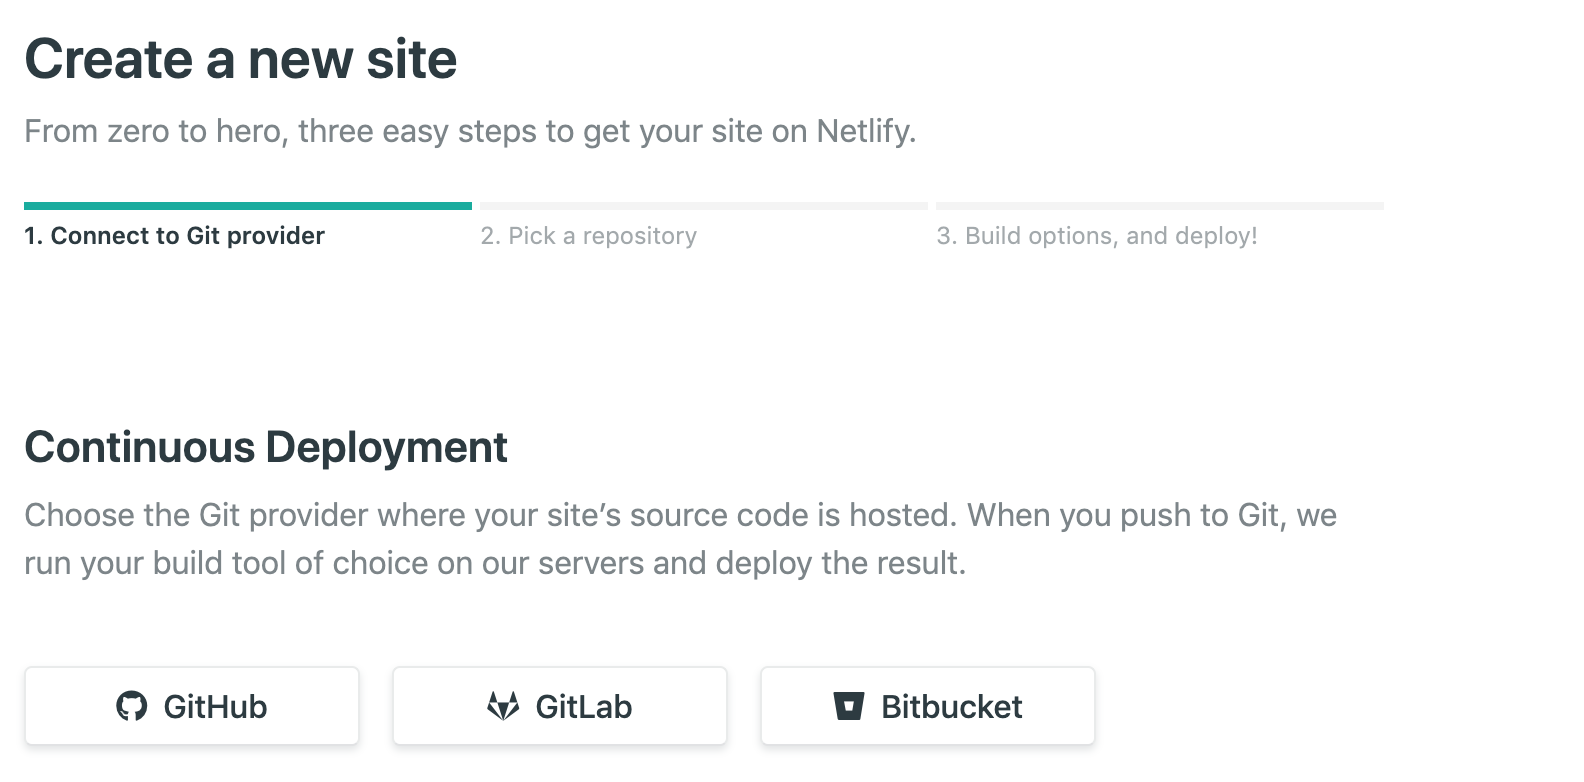 Create a new site
From zero to hero, three easy steps to get your site on Netlify.
1. Connect to Git provider
2. Pick a repository
3. Build options, and deploy!
Continuous Deployment
Choose the Git provider where your site’s source code is hosted. When you push to Git, we
run your build tool of choice on our servers and deploy the result.
GitHub
GitLab
Bitbucket